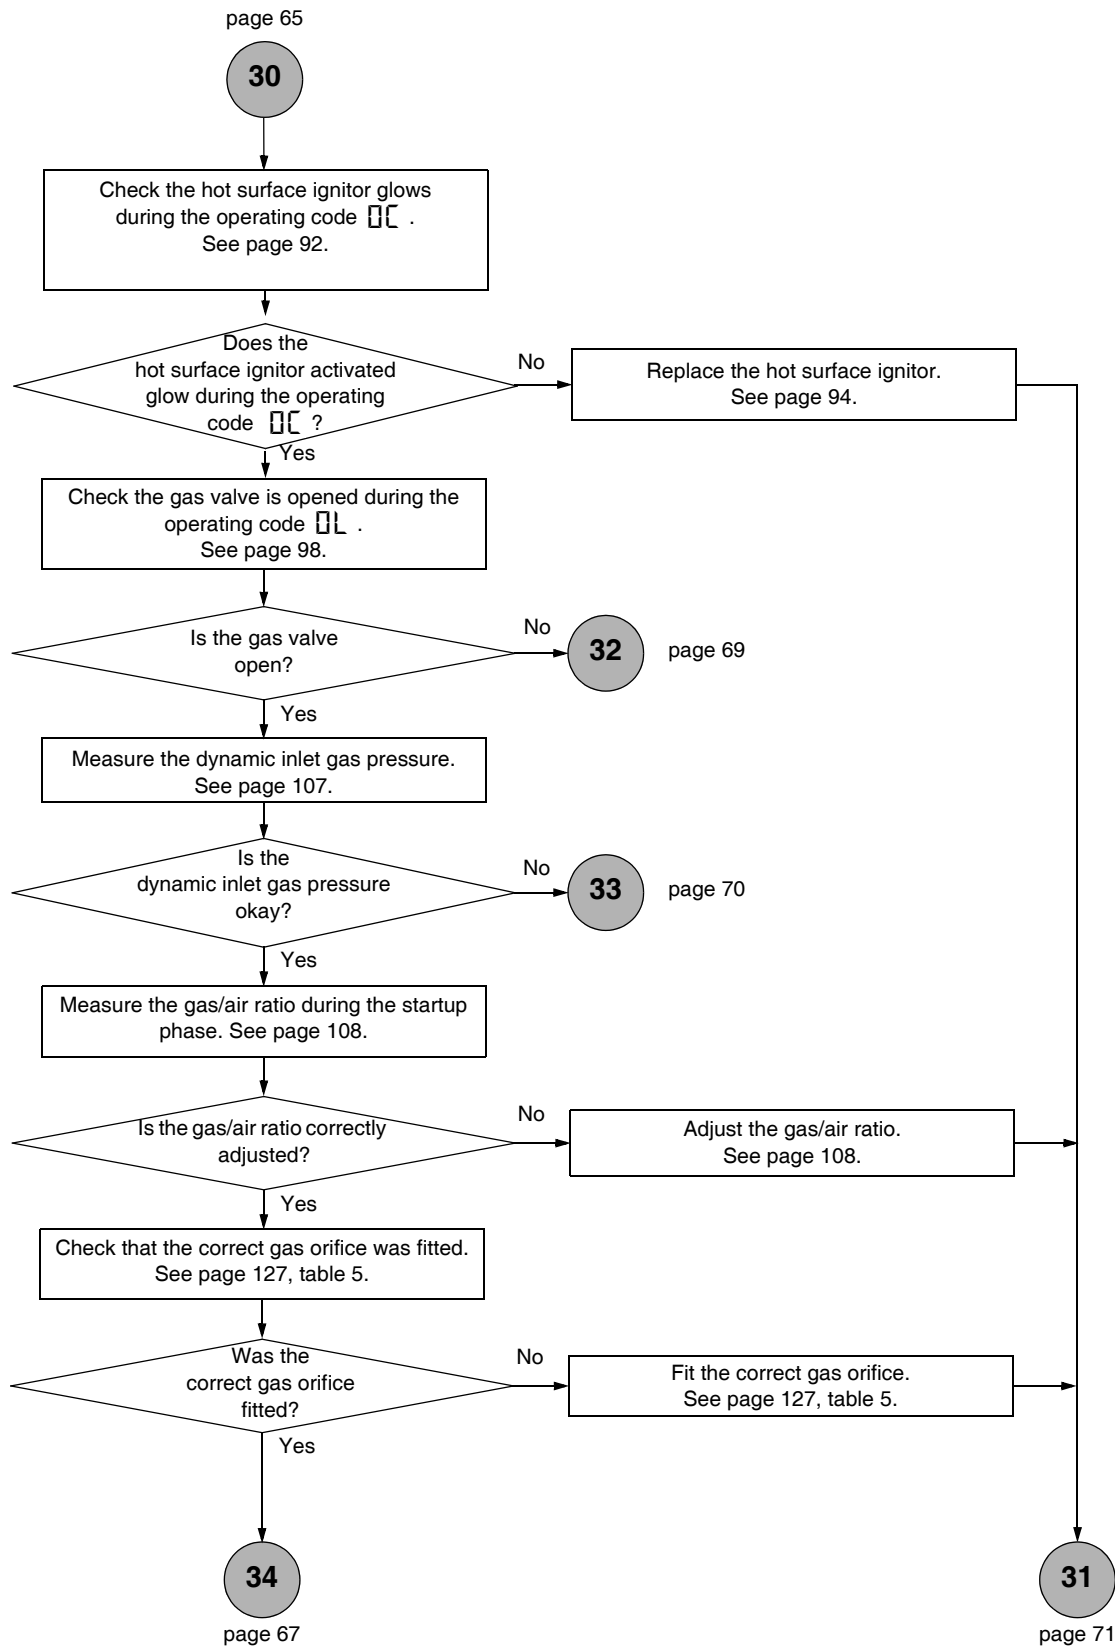 page 65
30
Check the hot surface ignitor glows
during the operating code 0C .
See page 92.
Does the
hot surface ignitor activated
glow during the operating
code 0C ?
No
Replace the hot surface ignitor.
See page 94.
Yes
Check the gas valve is opened during the
operating code 0L .
See page 98.
Is the gas valve
open?
No
32
page 69
Yes
Measure the dynamic inlet gas pressure.
See page 107.
Is the
dynamic inlet gas pressure
okay?
No
33
page 70
Yes
Measure the gas/air ratio during the startup
phase. See page 108.
Is the gas/air ratio correctly
adjusted?
No
Adjust the gas/air ratio.
See page 108.
Yes
Check that the correct gas orifice was fitted.
See page 127, table 5.
Was the
correct gas orifice
fitted?
No
Fit the correct gas orifice.
See page 127, table 5.
Yes
34
page 67
31
page 71